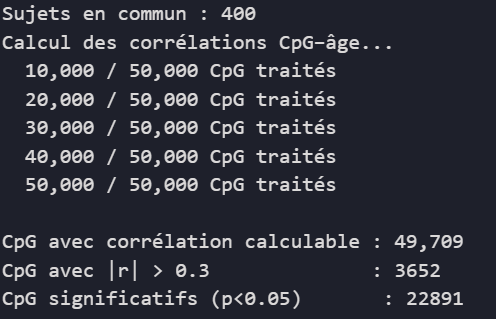 Sujets en commun : 400
Calcul des corrélations CpG–âge...
  10,000 / 50,000 CpG traités
  20,000 / 50,000 CpG traités
  30,000 / 50,000 CpG traités
  40,000 / 50,000 CpG traités
  50,000 / 50,000 CpG traités

CpG avec corrélation calculable : 49,709
CpG avec |r| > 0.3              : 3652
CpG significatifs (p<0.05)       : 22891